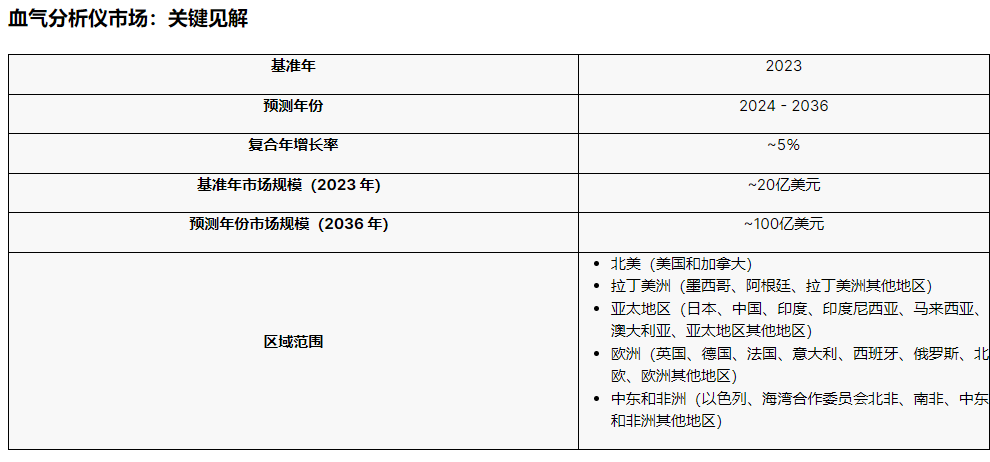 血气分析仪市场：关键见解
基准年
2023
预测年份
2024 - 2036
复合年增长率
~5%
基准年市场规模（2023 年）
~20亿美元
预测年份市场规模（2036 年）
~100亿美元
区域范围
北美（美国和加拿大）
拉丁美洲（墨西哥、阿根廷、拉丁美洲其他地区）
亚太地区（日本、中国、印度、印度尼西亚、马来西亚、
澳大利亚、亚太地区其他地区）
欧洲（英国、德国、法国、意大利、西班牙、俄罗斯、北
欧、欧洲其他地区）
中东和非洲（以色列、海湾合作委员会北非、南非、中东
和非洲其他地区）